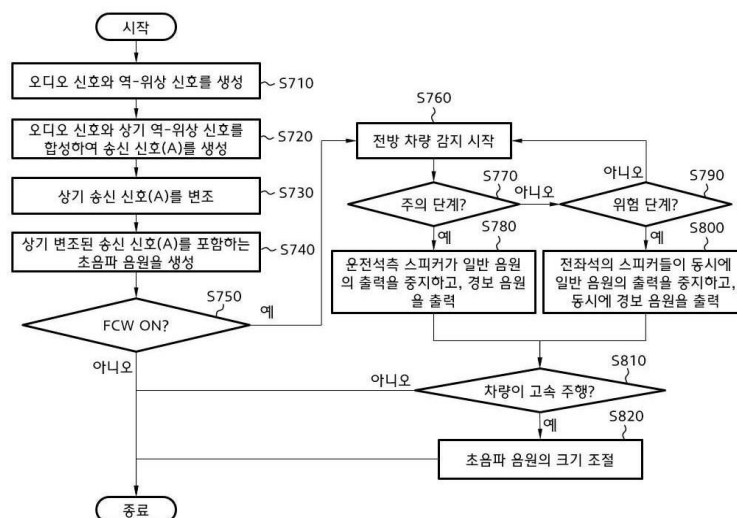 시작
오디오 신호와 역-위상 신호를 생성
S710
오디오 신호와 상기 역-위상 신호를
합성하여 송신 신호(A)를 생성
S720
상기 송신 신호(A)를 변조
S730
상기 변조된 송신 신호(A)를 포함하는
초음파 음원을 생성
S740
FCW ON?
S750
예
아니오
S760
전방 차량 감지 시작
S770
주의 단계?
아니오
예
S790
위험 단계?
아니오
예
S780
운전석측 스피커가 일반 음원
의 출력을 중지하고, 경보 음원
을 출력
S800
전좌석의 스피커들이 동시에
일반 음원의 출력을 중지하고,
동시에 경보 음원을 출력
S810
차량이 고속 주행?
아니오
예
S820
초음파 음원의 크기 조절
종료